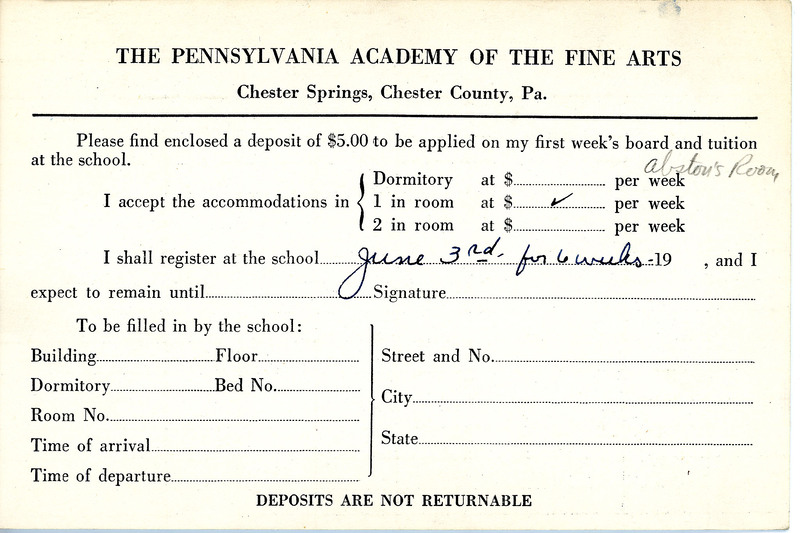 THE PENNSYLVANIA ACADEMY OF THE FINE ARTS
Chester Springs, Chester County, Pa.
Please find enclosed a deposit of $5.00 to be applied on my first week's board and tuition
at the school.
Abston's Room
Dormitory at $ per week
I accept the accommodations in { 1 in room at $ ✓ per week
2 in room at $ per week
I shall register at the school June 3rd. for 6 weeks -19 , and I
expect to remain until Signature
To be filled in by the school:
Building Floor
Dormitory Bed No.
Room No.
Time of arrival
Time of departure
Street and No.
City
State
DEPOSITS ARE NOT RETURNABLE